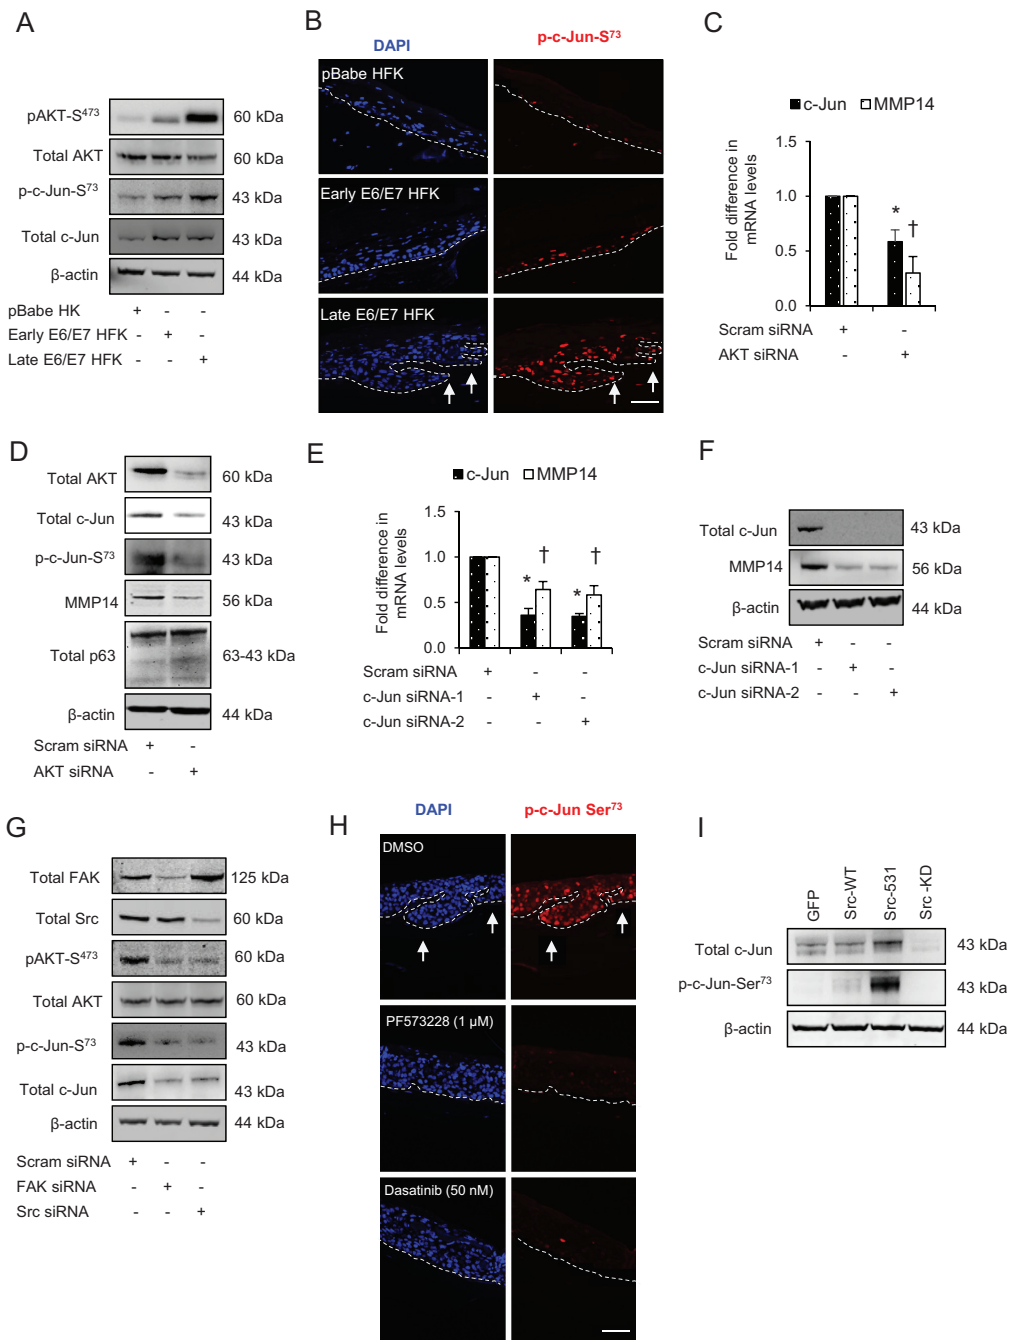 A
pAKT-S473 60 kDa
Total AKT 60 kDa
p-c-Jun-S73 43 kDa
Total c-Jun 43 kDa
β-actin 44 kDa
pBabe HK + - -
Early E6/E7 HFK - + -
Late E6/E7 HFK - - +
B
DAPI p-c-Jun-S73
pBabe HFK
Early E6/E7 HFK
Late E6/E7 HFK
C
c-Jun MMP14
Fold difference in
mRNA levels
1.5
1.0
0.5
0.0
* †
Scram siRNA + -
AKT siRNA - +
D
Total AKT 60 kDa
Total c-Jun 43 kDa
p-c-Jun-S73 43 kDa
MMP14 56 kDa
Total p63 63-43 kDa
β-actin 44 kDa
Scram siRNA + -
AKT siRNA - +
E
c-Jun MMP14
Fold difference in
mRNA levels
1.5
1.0
0.5
0.0
* † * †
Scram siRNA + - -
c-Jun siRNA-1 - + -
c-Jun siRNA-2 - - +
F
Total c-Jun 43 kDa
MMP14 56 kDa
β-actin 44 kDa
Scram siRNA + - -
c-Jun siRNA-1 - + -
c-Jun siRNA-2 - - +
G
Total FAK 125 kDa
Total Src 60 kDa
pAKT-S473 60 kDa
Total AKT 60 kDa
p-c-Jun-S73 43 kDa
Total c-Jun 43 kDa
β-actin 44 kDa
Scram siRNA + - -
FAK siRNA - + -
Src siRNA - - +
H
DAPI p-c-Jun Ser73
DMSO
PF573228 (1 µM)
Dasatinib (50 nM)
I
GFP Src-WT Src-531 Src -KD
Total c-Jun 43 kDa
p-c-Jun-Ser73 43 kDa
β-actin 44 kDa